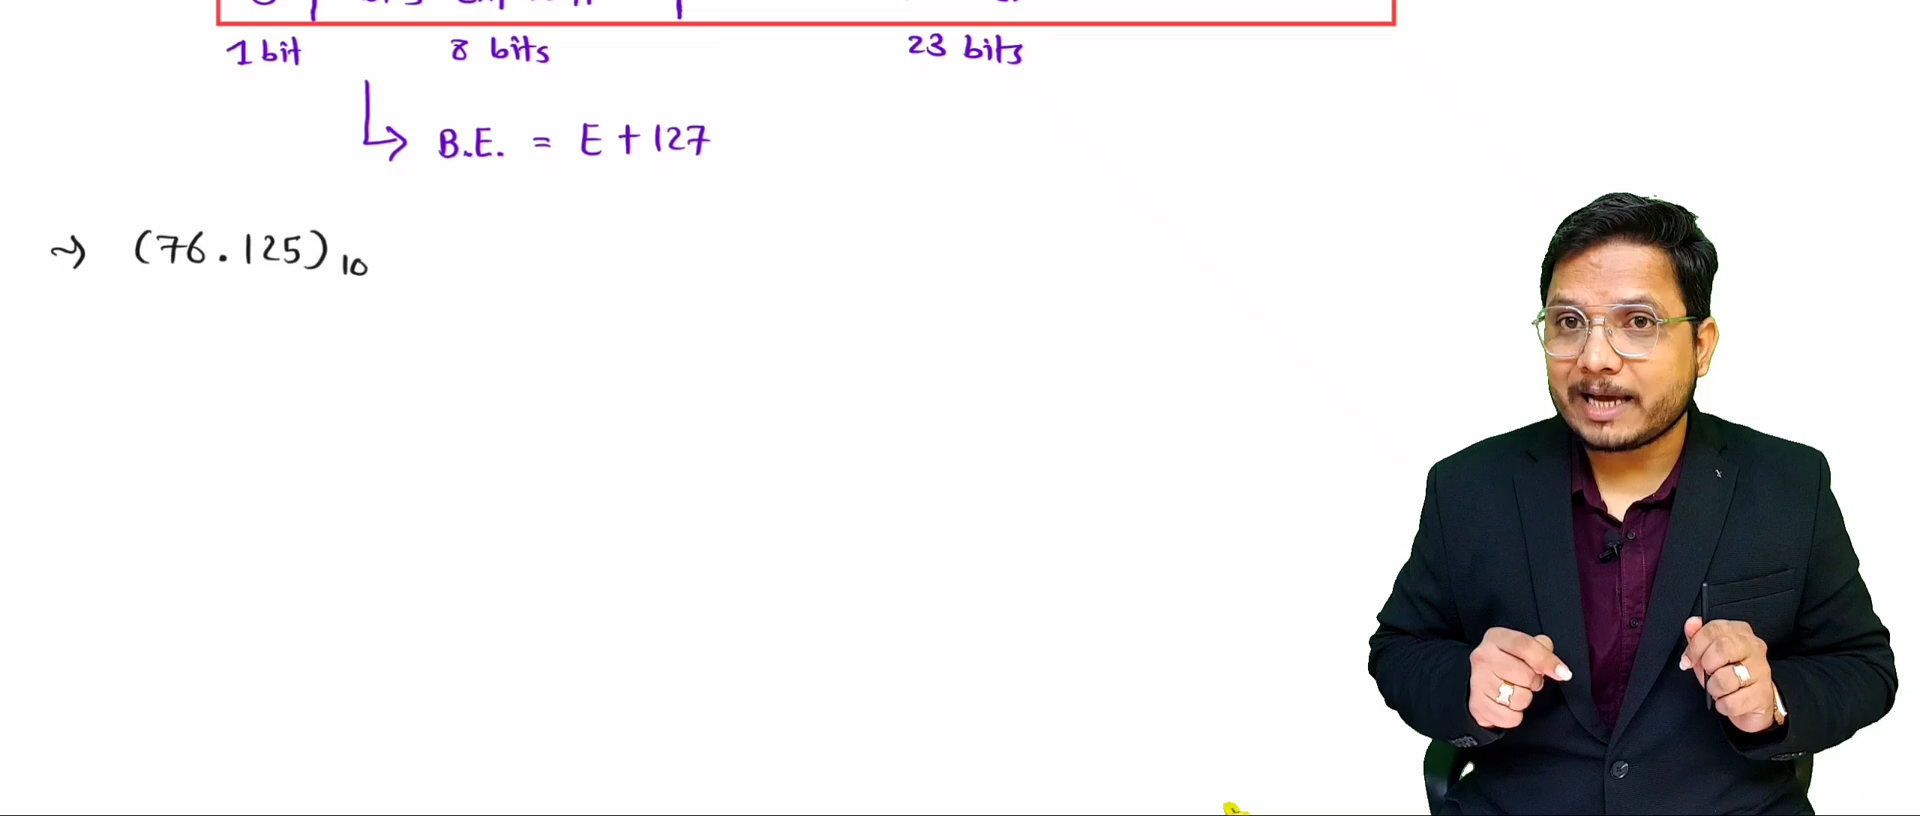 1 bit 8 bits 23 bits
B.E. = E + 127
~> (76.125)10